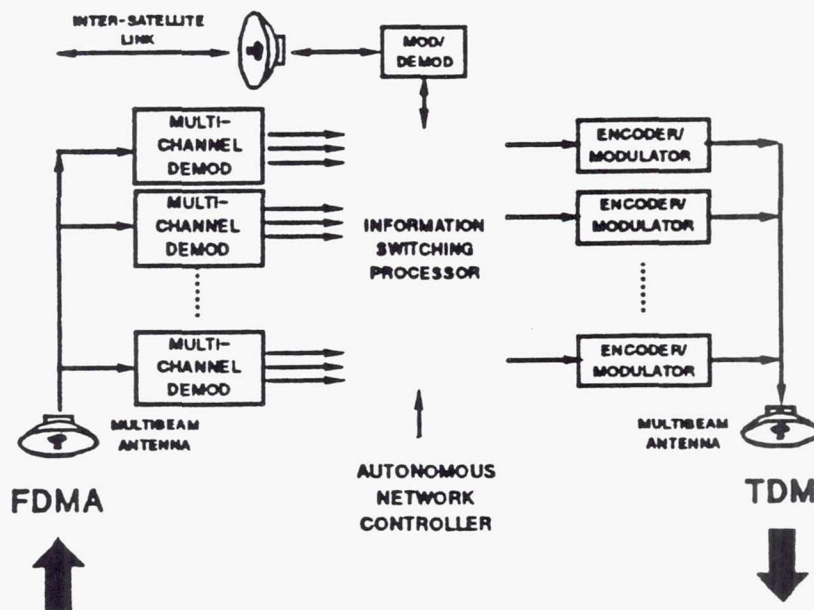 INTER-SATELLITE
LINK
MOD/
DEMOD
MULTI-
CHANNEL
DEMOD
ENCODER/
MODULATOR
MULTI-
CHANNEL
DEMOD
INFORMATION
SWITCHING
PROCESSOR
ENCODER/
MODULATOR
MULTI-
CHANNEL
DEMOD
ENCODER/
MODULATOR
MULTIBEAM
ANTENNA
MULTIBEAM
ANTENNA
FDMA
AUTONOMOUS
NETWORK
CONTROLLER
TDM